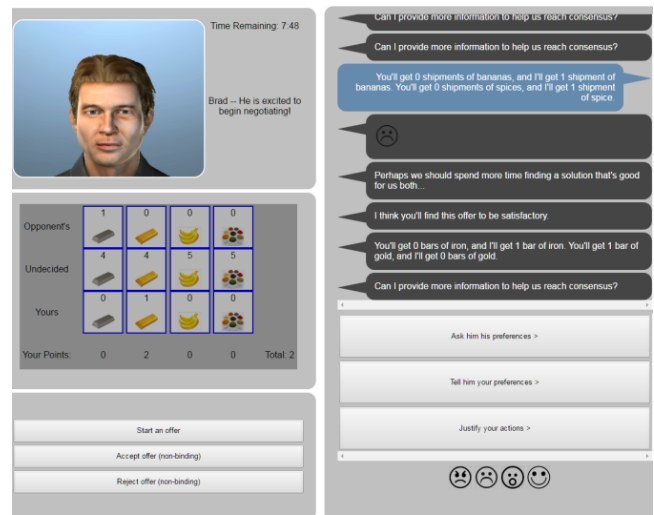 Time Remaining: 7:48
Brad -- He is excited to
begin negotiating!
Opponent's
1 0 0 0
Undecided
4 4 5 5
Yours
0 1 0 0
Your Points: 0 2 0 0 Total: 2
Start an offer
Accept offer (non-binding)
Reject offer (non-binding)
Can I provide more information to help us reach consensus?
Can I provide more information to help us reach consensus?
You'll get 0 shipments of bananas, and I'll get 1 shipment of
bananas. You'll get 0 shipments of spices, and I'll get 1 shipment
of spice.
Perhaps we should spend more time finding a solution that's good
for us both...
I think you'll find this offer to be satisfactory.
You'll get 0 bars of iron, and I'll get 1 bar of iron. You'll get 1 bar of
gold, and I'll get 0 bars of gold.
Can I provide more information to help us reach consensus?
Ask him his preferences >
Tell him your preferences >
Justify your actions >